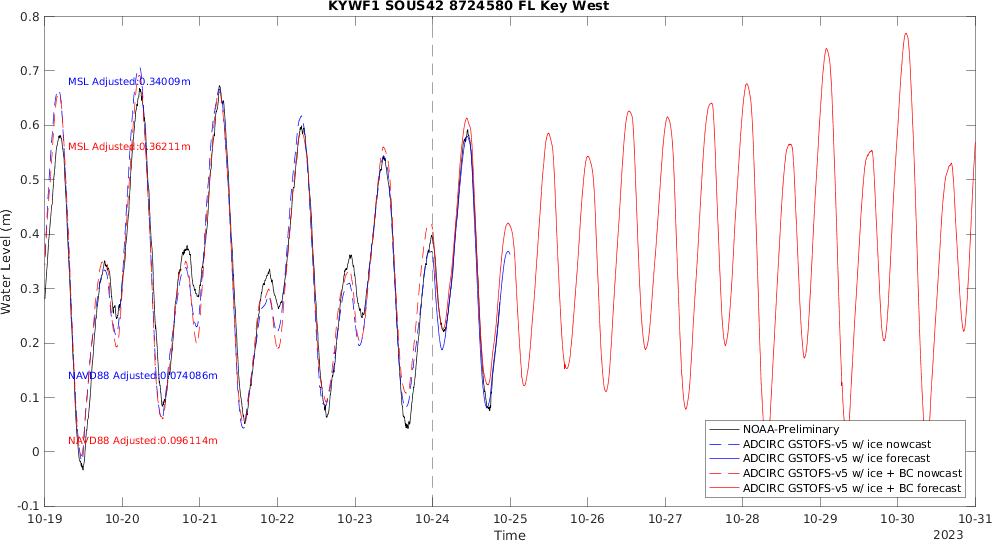 KYWF1 SOUS42 8724580 FL Key West
0.8
0.7
0.6
0.5
0.4
0.3
0.2
0.1
0
-0.1
Water Level (m)
MSL Adjusted:0.34009m
MSL Adjusted:0.36211m
NAVD88 Adjusted:0.074086m
NAVD88 Adjusted:0.096114m
NOAA-Preliminary
ADCIRC GSTOFS-v5 w/ ice nowcast
ADCIRC GSTOFS-v5 w/ ice forecast
ADCIRC GSTOFS-v5 w/ ice + BC nowcast
ADCIRC GSTOFS-v5 w/ ice + BC forecast
10-19 10-20 10-21 10-22 10-23 10-24 10-25 10-26 10-27 10-28 10-29 10-30 10-31
Time
2023